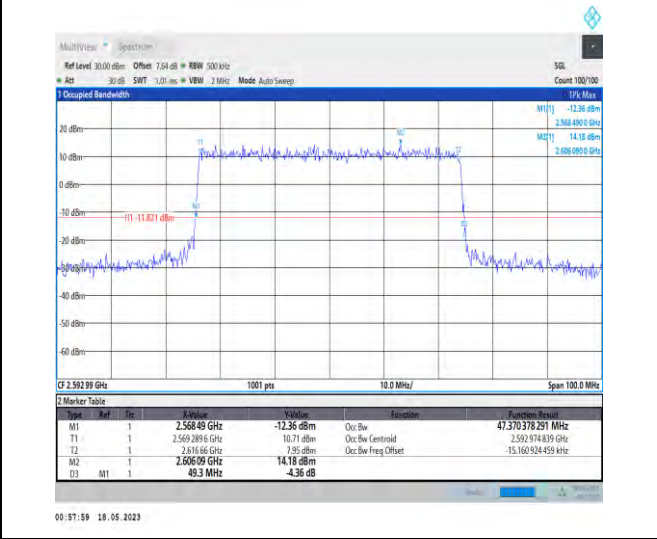 MultiView Spectrum
Ref Level 30.00 dBm Offset 7.64 dB RBW 500 kHz SGL
Att 30 dB SWT 1.01 ms VBW 2 MHz Mode Auto Sweep Count 100/100
1 Occupied Bandwidth 1Pk Max
M1[1] -12.36 dBm
2.568 4900 GHz
M2[1] 14.18 dBm
2.606 0900 GHz
20 dBm
10 dBm
0 dBm
-10 dBm
H1 -11.821 dBm
-20 dBm
-30 dBm
-40 dBm
-50 dBm
-60 dBm
T1
M2
T2
M1
D3
CF 2.592 99 GHz 1001 pts 10.0 MHz/ Span 100.0 MHz
2 Marker Table
Type Ref Trc X-Value Y-Value Function Function Result
M1 1 2.568 49 GHz -12.36 dBm Occ Bw 47.370 378 291 MHz
T1 1 2.569 289 6 GHz 10.71 dBm Occ Bw Centroid 2.592 974 839 GHz
T2 1 2.616 66 GHz 7.95 dBm Occ Bw Freq Offset -15.160 924 459 kHz
M2 1 2.606 09 GHz 14.18 dBm
D3 M1 1 49.3 MHz -4.36 dB
00:57:59 18.05.2023